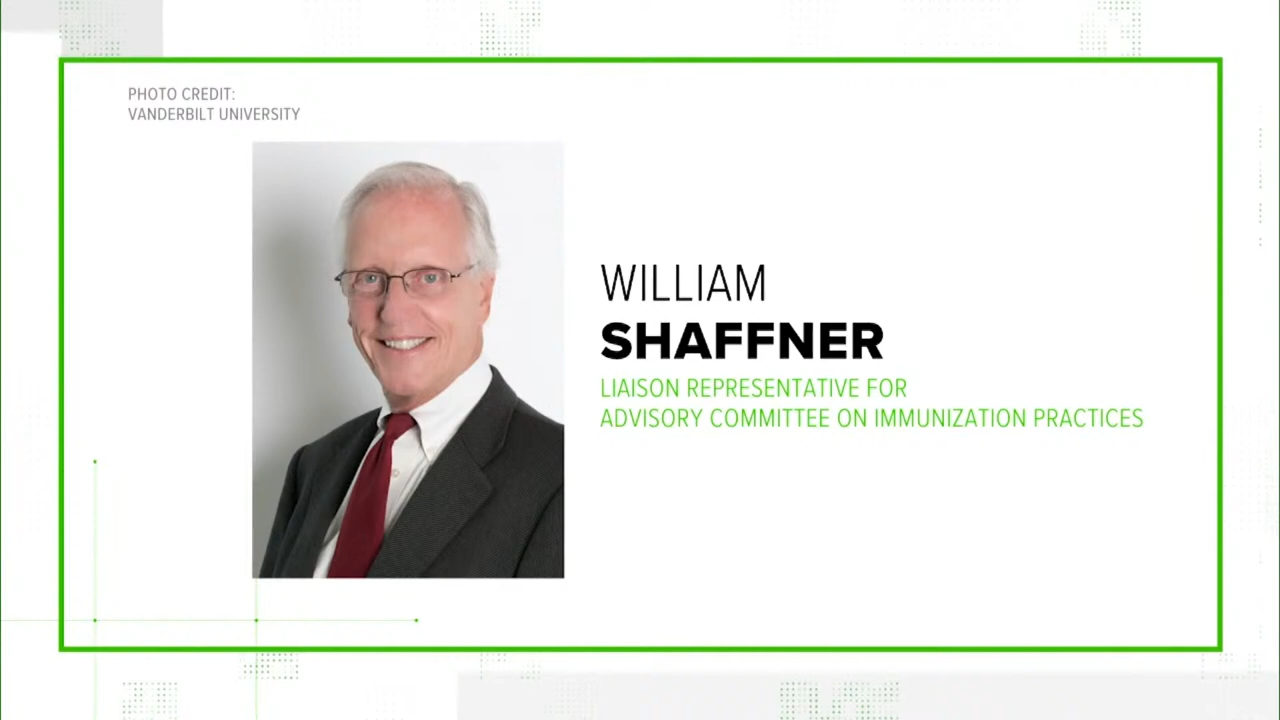 PHOTO CREDIT:
VANDERBILT UNIVERSITY
WILLIAM
SHAFFNER
LIAISON REPRESENTATIVE FOR
ADVISORY COMMITTEE ON IMMUNIZATION PRACTICES